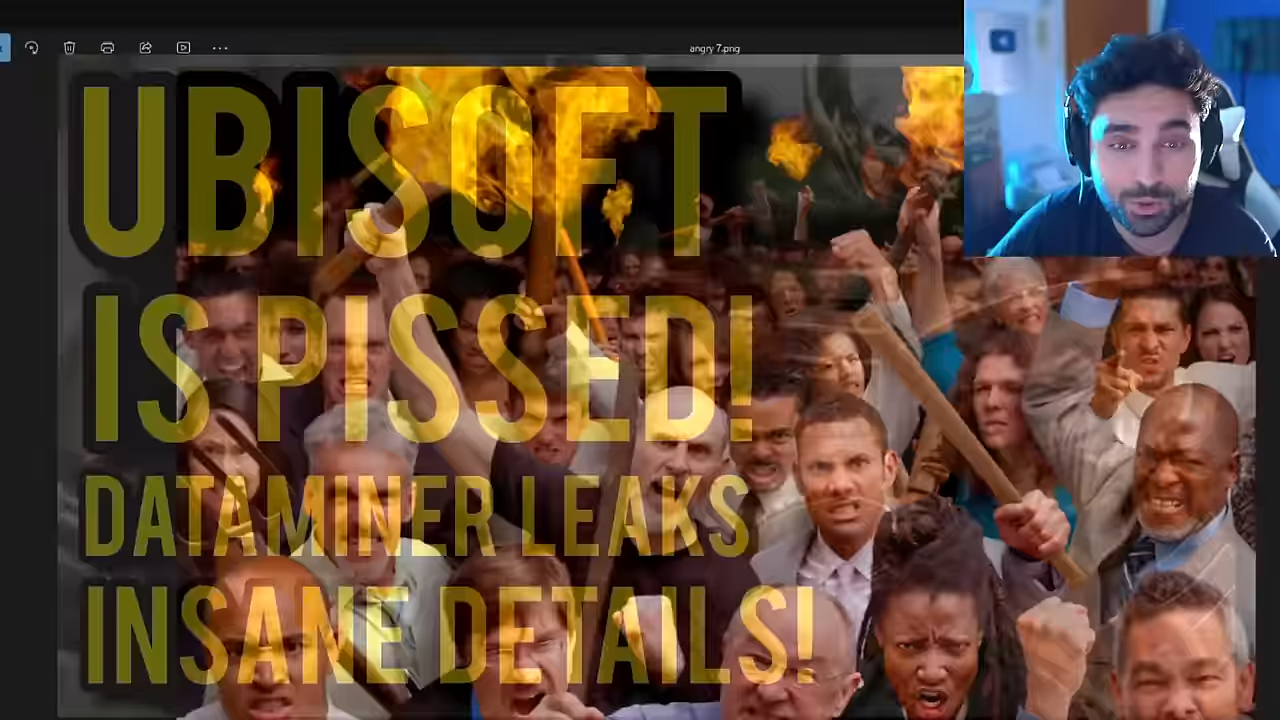 angry 7.png
UBISOFT
IS PISSED!
DATAMINER LEAKS
INSANE DETAILS!